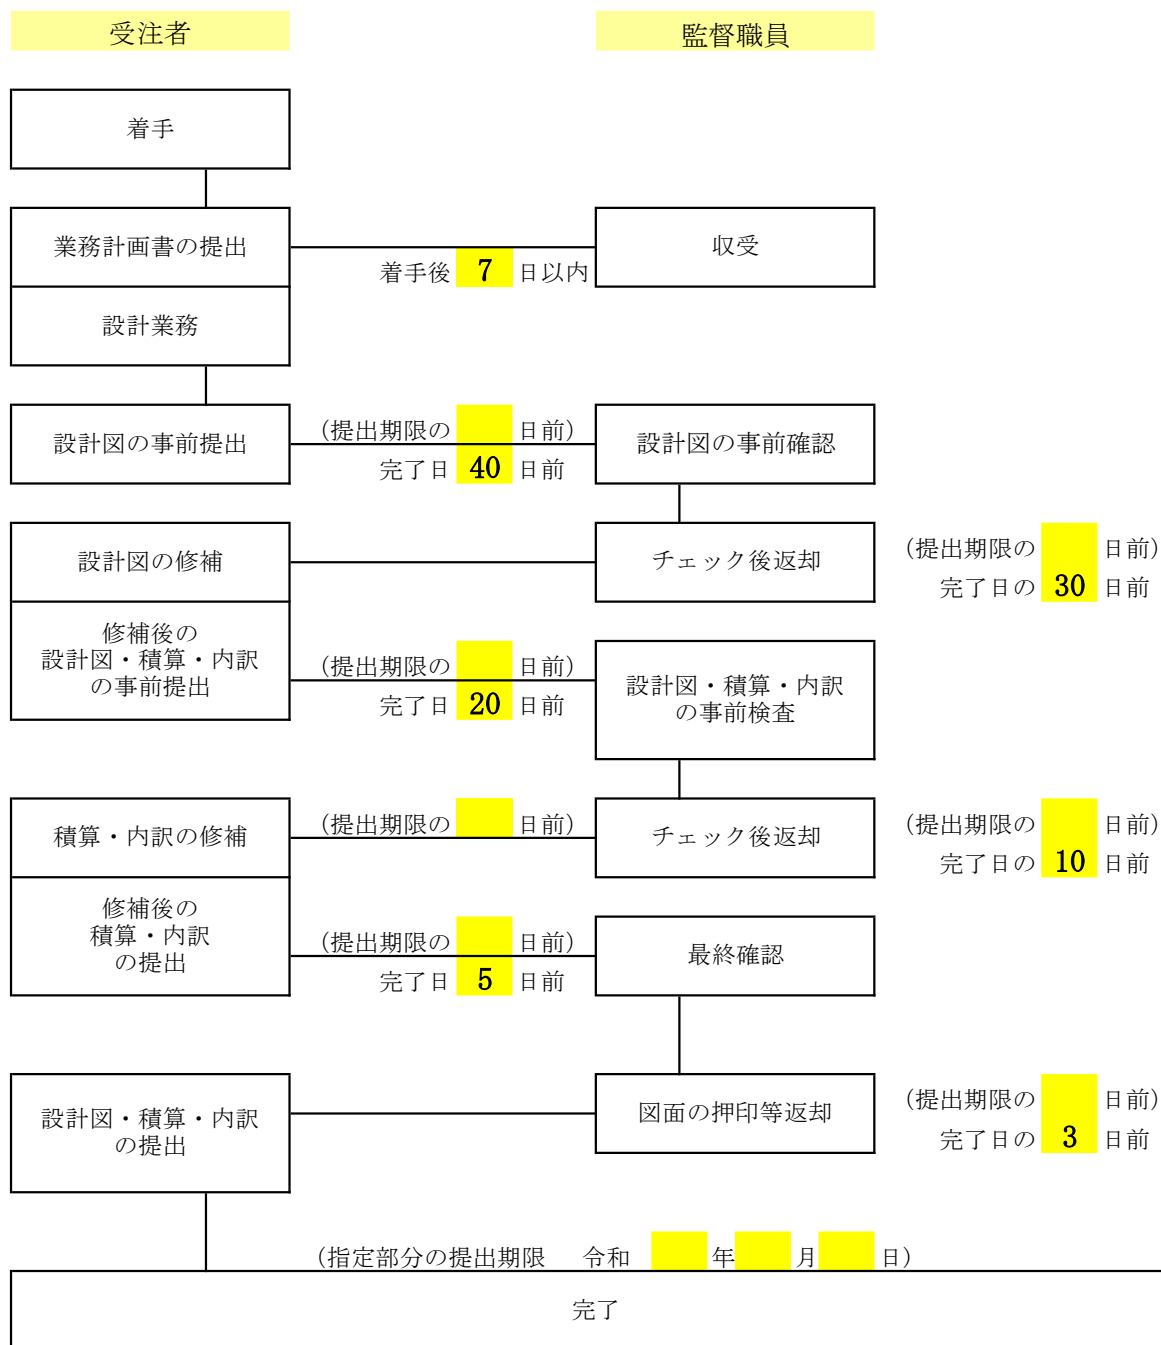 受注者
監督職員
着手
業務計画書の提出
収受
着手後 7 日以内
設計業務
設計図の事前提出
(提出期限の 日前)
完了日 40 日前
設計図の事前確認
設計図の修補
チェック後返却
(提出期限の 日前)
完了日の 30 日前
修補後の
設計図・積算・内訳
の事前提出
(提出期限の 日前)
完了日 20 日前
設計図・積算・内訳
の事前検査
積算・内訳の修補
(提出期限の 日前)
チェック後返却
(提出期限の 日前)
完了日の 10 日前
修補後の
積算・内訳
の提出
(提出期限の 日前)
完了日 5 日前
最終確認
設計図・積算・内訳
の提出
図面の押印等返却
(提出期限の 日前)
完了日の 3 日前
(指定部分の提出期限 令和 年 月 日)
完了